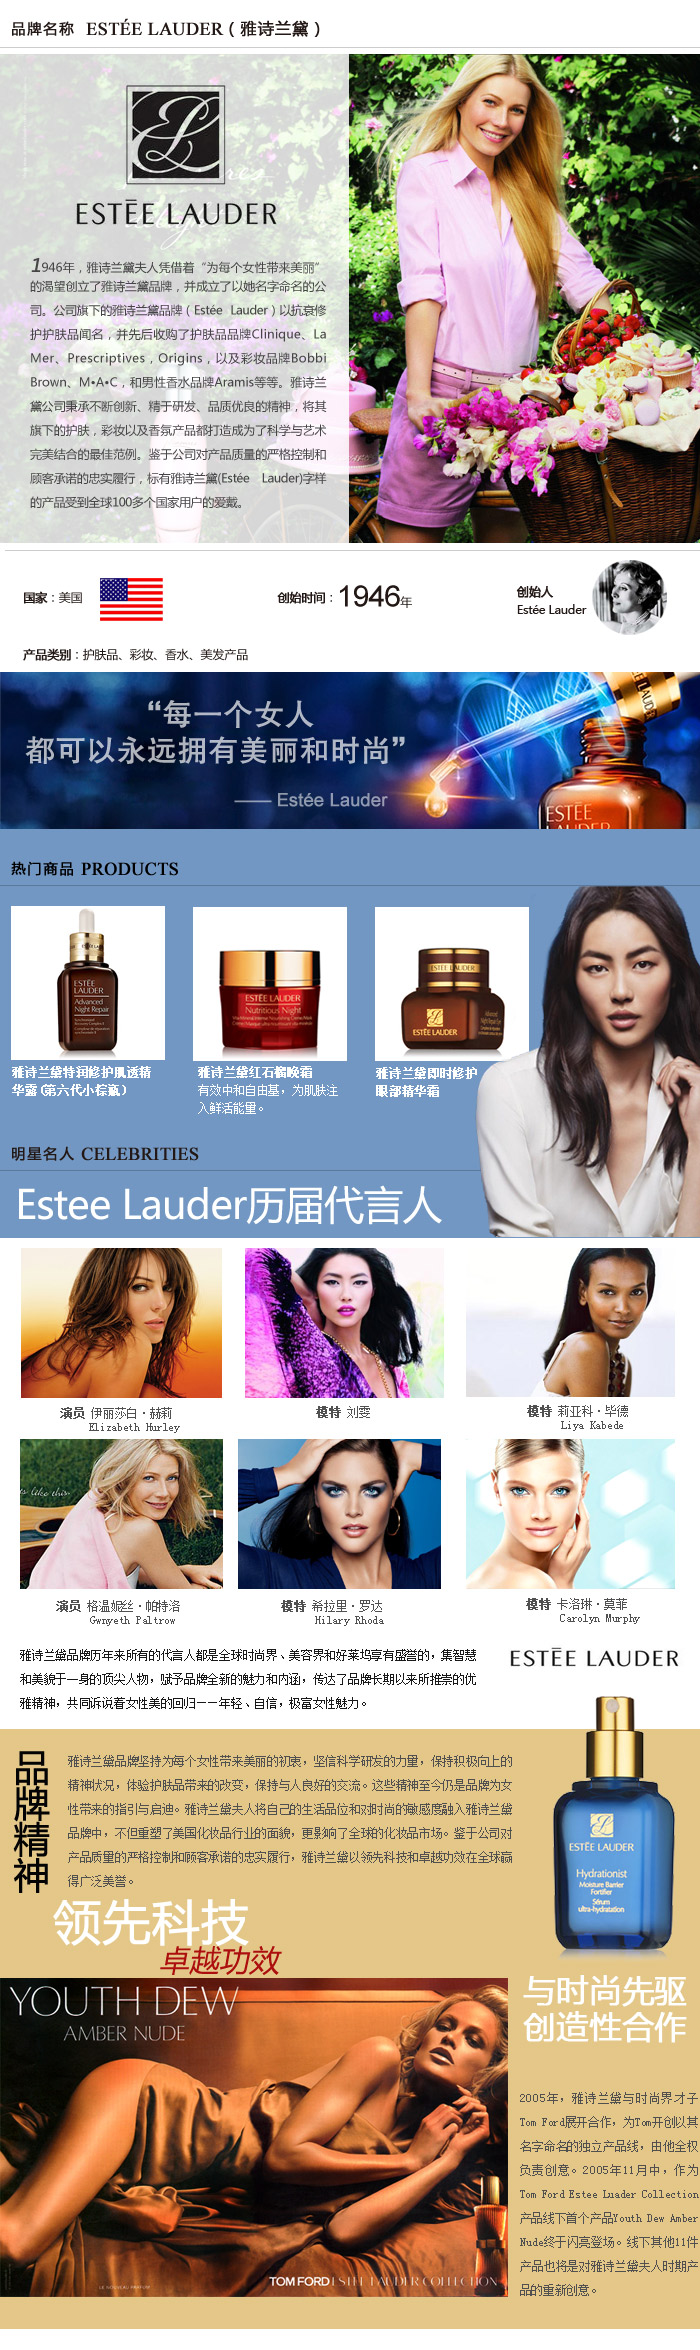 品牌名称 ESTÉE LAUDER（雅诗兰黛）
ESTĒE LAUDER
1946年，雅诗兰黛夫人凭借着“为每个女性带来美丽”
的渴望创立了雅诗兰黛品牌，并成立了以她名字命名的公
司。公司旗下的雅诗兰黛品牌（Estée Lauder）以抗衰修
护护肤品闻名，并先后收购了护肤品品牌Clinique、La
Mer、Prescriptives，Origins，以及彩妆品牌Bobbi
Brown、M•A•C，和男性香水品牌Aramis等等。雅诗兰
黛公司秉承不断创新、精于研发、品质优良的精神，将其
旗下的护肤，彩妆以及香氛产品都打造成为了科学与艺术
完美结合的最佳范例。鉴于公司对产品质量的严格控制和
顾客承诺的忠实履行，标有雅诗兰黛(Estée Lauder)字样
的产品受到全球100多个国家用户的爱戴。
国家：美国
创始时间：1946年
创始人
Estée Lauder
产品类别：护肤品、彩妆、香水、美发产品
“每一个女人
都可以永远拥有美丽和时尚”
—— Estée Lauder
ESTĒE
LAUDER
热门商品 PRODUCTS
ESTĒE
LAUDER
Advanced
Night Repair
ESTĒE LAUDER
Nutritious Night
ESTĒE LAUDER
ESTĒE LAUDER
Advanced
Night Repair Eye
雅诗兰黛特润修护肌透精
华露(第六代小棕瓶）
雅诗兰黛红石榴晚霜
有效中和自由基，为肌肤注
入鲜活能量。
雅诗兰黛即时修护
眼部精华霜
明星名人 CELEBRITIES
Estee Lauder历届代言人
演员 伊丽莎白·赫莉
Elizabeth Hurley
模特 刘雯
模特 莉亚科·毕德
Liya Kabede
s like this.
演员 格温妮丝·帕特洛
Gwnyeth Paltrow
模特 希拉里·罗达
Hilary Rhoda
模特 卡洛琳·莫菲
Carolyn Murphy
雅诗兰黛品牌历年来所有的代言人都是全球时尚界、美容界和好莱坞享有盛誉的，集智慧
和美貌于一身的顶尖人物，赋予品牌全新的魅力和内涵，传达了品牌长期以来所推崇的优
雅精神，共同诉说着女性美的回归——年轻、自信，极富女性魅力。
ESTĒE LAUDER
品牌精神
雅诗兰黛品牌坚持为每个女性带来美丽的初衷，坚信科学研发的力量，保持积极向上的
精神状况，体验护肤品带来的改变，保持与人良好的交流。这些精神至今仍是品牌为女
性带来的指引与启迪。雅诗兰黛夫人将自己的生活品位和对时尚的敏感度融入雅诗兰黛
品牌中，不但重塑了美国化妆品行业的面貌，更影响了全球的化妆品市场。鉴于公司对
产品质量的严格控制和顾客承诺的忠实履行，雅诗兰黛以领先科技和卓越功效在全球赢
得广泛美誉。
领先科技
卓越功效
ESTĒE LAUDER
Hydrationist
Moisture Barrier
Fortifier
Sérum
ultra-hydratation
YOUTH DEW
AMBER NUDE
LE NOUVEAU PARFUM
TOM FORD ESTEE LAUDER COLLECTION
与时尚先驱
创造性合作
2005年，雅诗兰黛与时尚界才子
Tom Ford展开合作，为Tom开创以其
名字命名的独立产品线，由他全权
负责创意。2005年11月中，作为
Tom Ford Estee Luader Collection
产品线下首个产品Youth Dew Amber
Nude终于闪亮登场。线下其他11件
产品也将是对雅诗兰黛夫人时期产
品的重新创意。